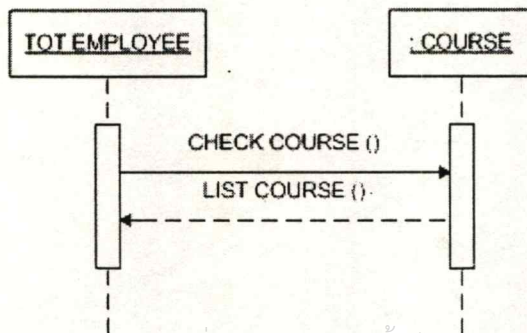 TOT EMPLOYEE
: COURSE
CHECK COURSE ()
LIST COURSE ()